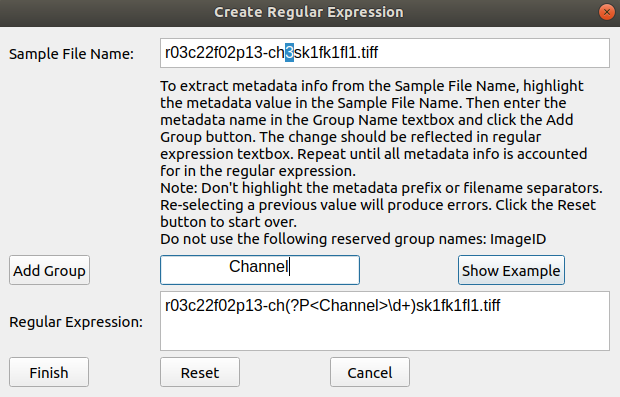 Create Regular Expression
Sample File Name:
r03c22f02p13-ch3sk1fk1fl1.tiff
To extract metadata info from the Sample File Name, highlight
the metadata value in the Sample File Name. Then enter the
metadata name in the Group Name textbox and click the Add
Group button. The change should be reflected in regular
expression textbox. Repeat until all metadata info is accounted
for in the regular expression.
Note: Don't highlight the metadata prefix or filename separators.
Re-selecting a previous value will produce errors. Click the Reset
button to start over.
Do not use the following reserved group names: ImageID
Add Group
Channel
Show Example
Regular Expression:
r03c22f02p13-ch(?P<Channel>\d+)sk1fk1fl1.tiff
Finish
Reset
Cancel